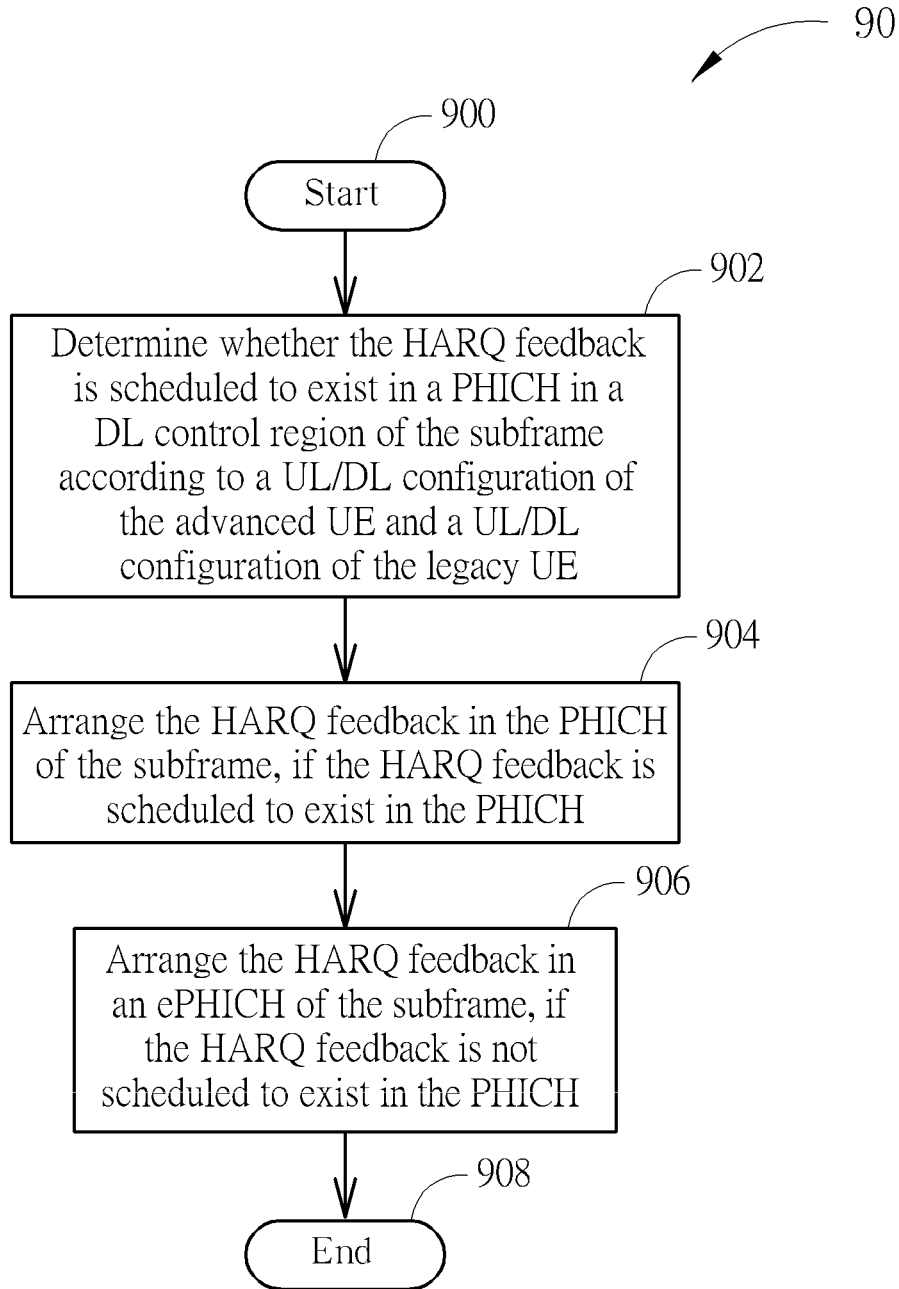 90
900
Start
902
Determine whether the HARQ feedback
is scheduled to exist in a PHICH in a
DL control region of the subframe
according to a UL/DL configuration of
the advanced UE and a UL/DL
configuration of the legacy UE
904
Arrange the HARQ feedback in the PHICH
of the subframe, if the HARQ feedback is
scheduled to exist in the PHICH
906
Arrange the HARQ feedback in
an ePHICH of the subframe, if
the HARQ feedback is not
scheduled to exist in the PHICH
908
End